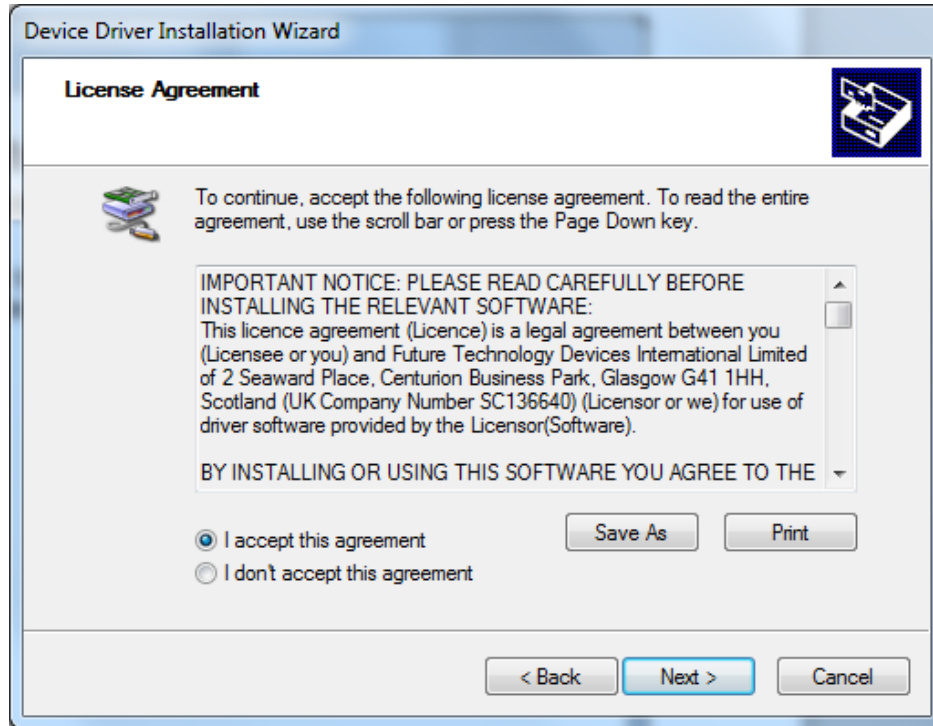 Device Driver Installation Wizard
License Agreement
To continue, accept the following license agreement. To read the entire
agreement, use the scroll bar or press the Page Down key.
IMPORTANT NOTICE: PLEASE READ CAREFULLY BEFORE
INSTALLING THE RELEVANT SOFTWARE:
This licence agreement (Licence) is a legal agreement between you
(Licensee or you) and Future Technology Devices International Limited
of 2 Seaward Place, Centurion Business Park, Glasgow G41 1HH,
Scotland (UK Company Number SC136640) (Licensor or we) for use of
driver software provided by the Licensor(Software).
BY INSTALLING OR USING THIS SOFTWARE YOU AGREE TO THE
I accept this agreement
Save As
Print
I don't accept this agreement
< Back
Next >
Cancel